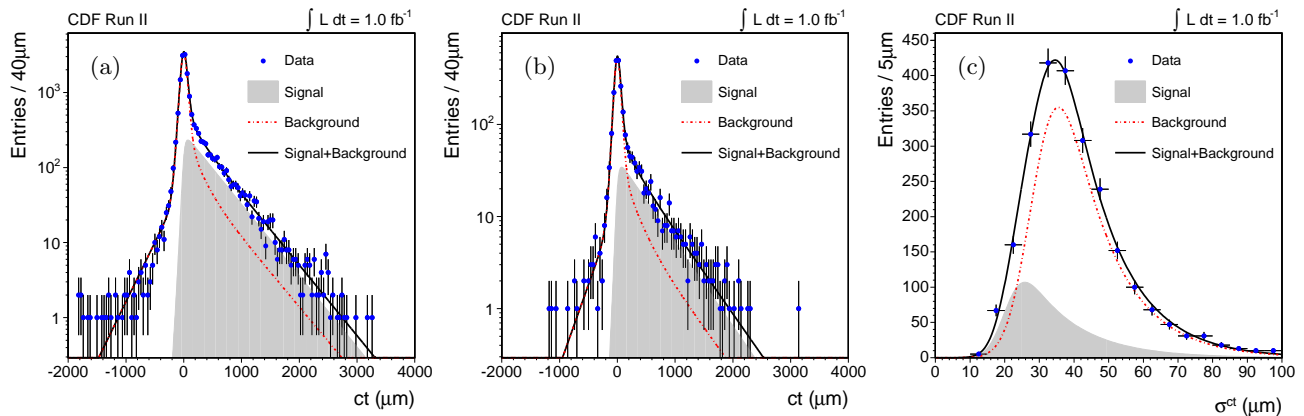 CDF Run II
∫ L dt = 1.0 fb⁻¹
Entries / 40μm
(a)
Data
Signal
Background
Signal+Background
10³
10²
10
1
-2000 -1000 0 1000 2000 3000 4000
ct (μm)
CDF Run II
∫ L dt = 1.0 fb⁻¹
Entries / 40μm
(b)
Data
Signal
Background
Signal+Background
10²
10
1
-2000 -1000 0 1000 2000 3000 4000
ct (μm)
CDF Run II
∫ L dt = 1.0 fb⁻¹
Entries / 5μm
(c)
Data
Signal
Background
Signal+Background
450
400
350
300
250
200
150
100
50
0
0 10 20 30 40 50 60 70 80 90 100
σᶜᵗ (μm)